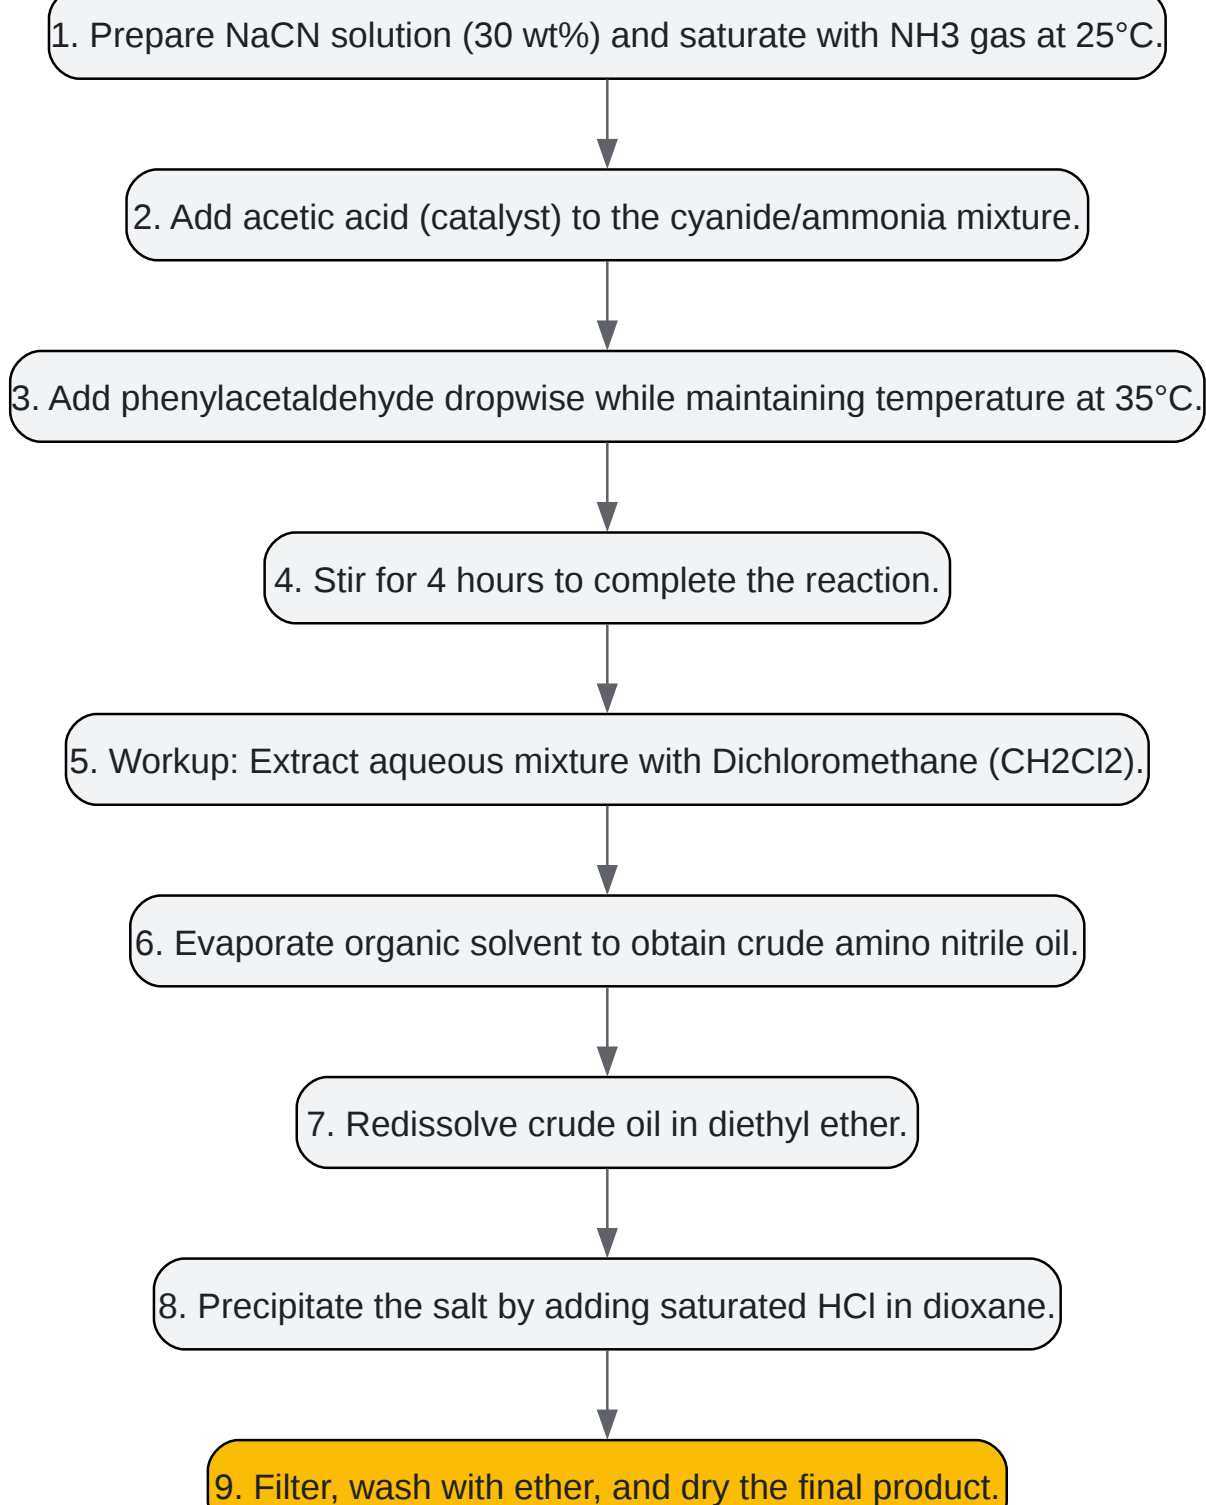 1. Prepare NaCN solution (30 wt%) and saturate with NH3 gas at 25°C.
2. Add acetic acid (catalyst) to the cyanide/ammonia mixture.
3. Add phenylacetaldehyde dropwise while maintaining temperature at 35°C.
4. Stir for 4 hours to complete the reaction.
5. Workup: Extract aqueous mixture with Dichloromethane (CH2Cl2).
6. Evaporate organic solvent to obtain crude amino nitrile oil.
7. Redissolve crude oil in diethyl ether.
8. Precipitate the salt by adding saturated HCl in dioxane.
9. Filter, wash with ether, and dry the final product.